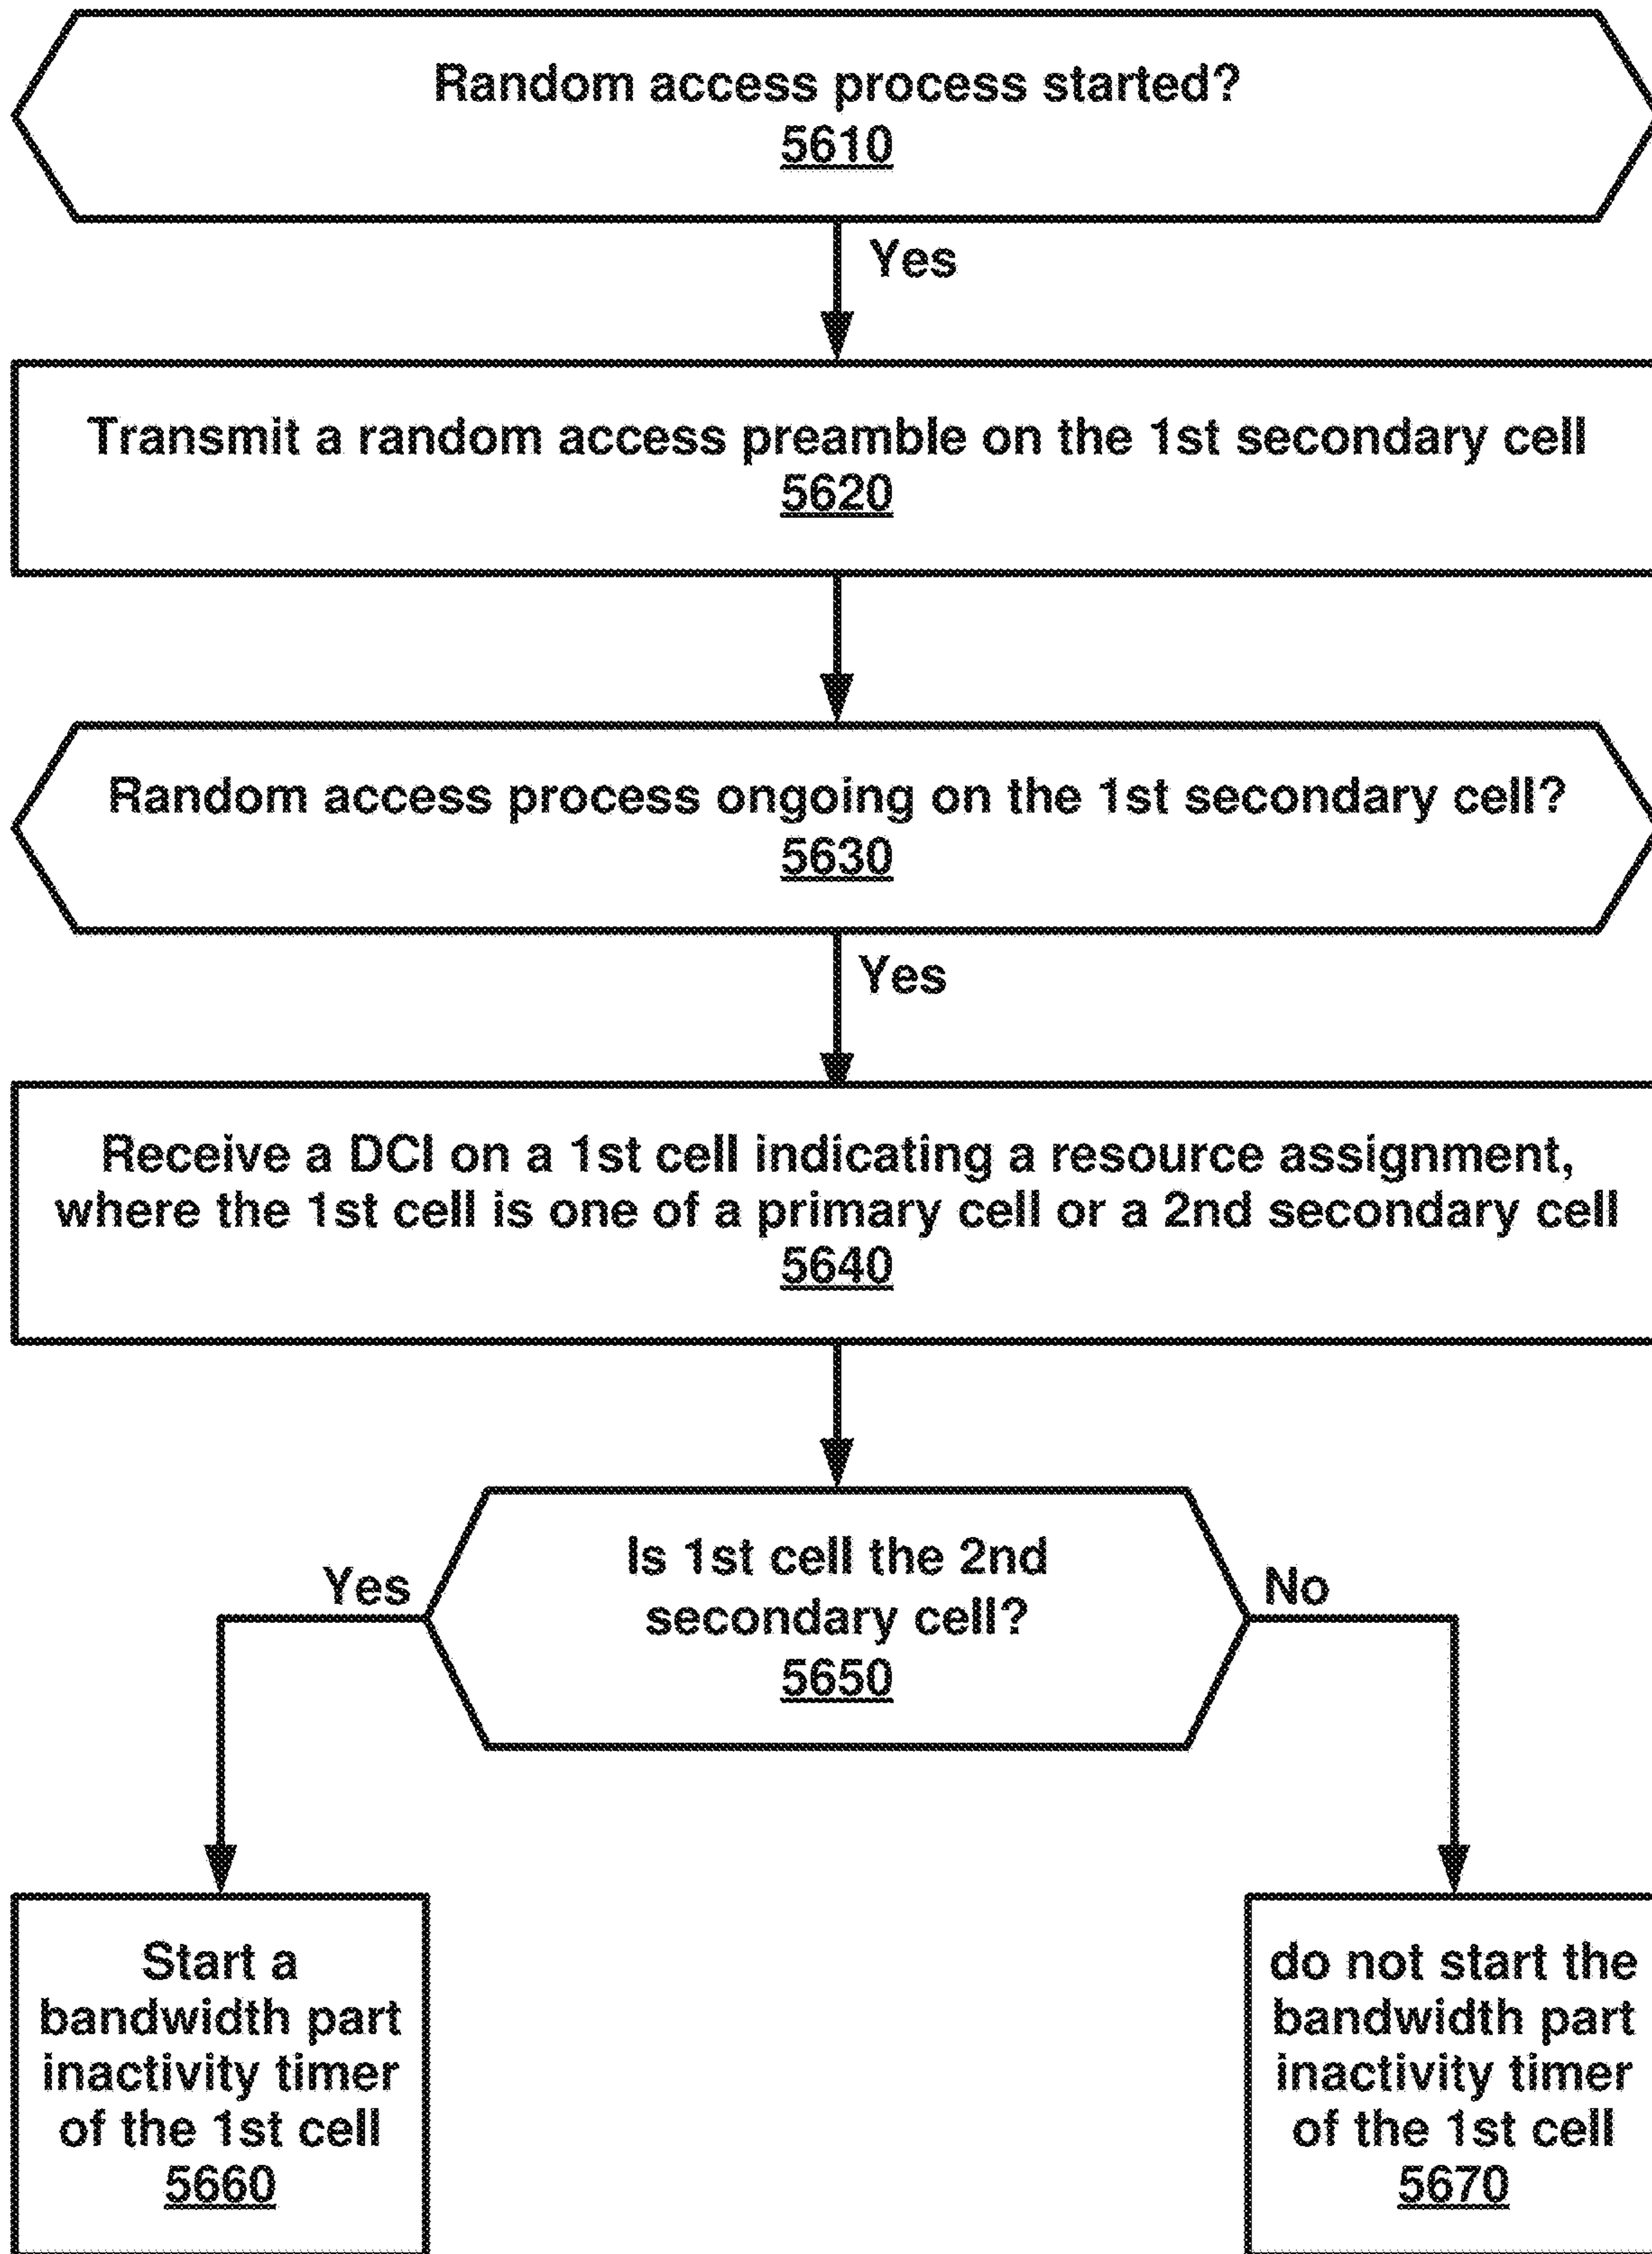 Random access process started?
5610
Yes
Transmit a random access preamble on the 1st secondary cell
5620
Random access process ongoing on the 1st secondary cell?
5630
Yes
Receive a DCI on a 1st cell indicating a resource assignment,
where the 1st cell is one of a primary cell or a 2nd secondary cell
5640
Is 1st cell the 2nd
secondary cell?
5650
Yes
No
Start a
bandwidth part
inactivity timer
of the 1st cell
5660
do not start the
bandwidth part
inactivity timer
of the 1st cell
5670